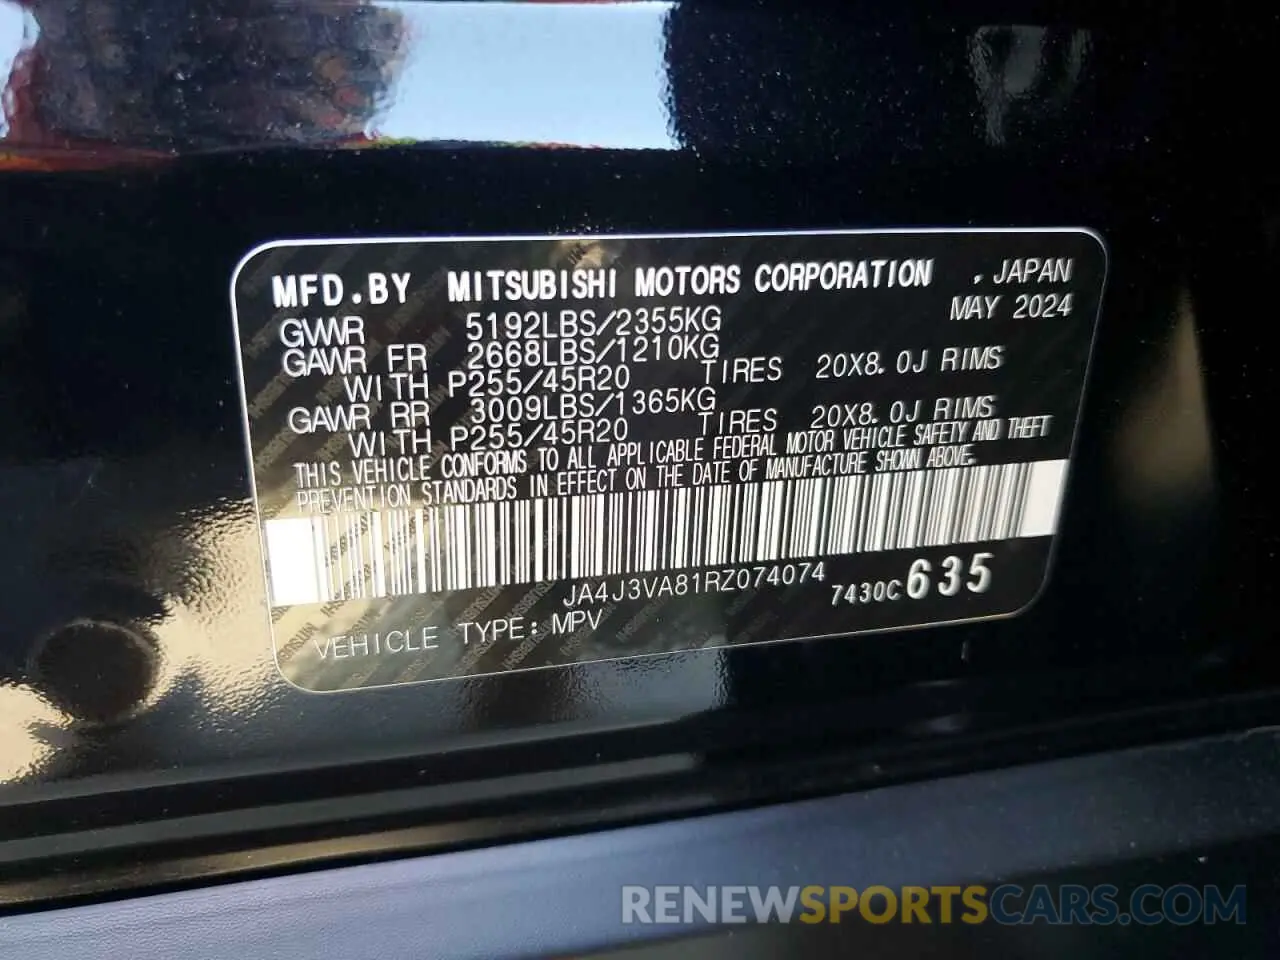 MFD.BY MITSUBISHI MOTORS CORPORATION , JAPAN
MAY 2024
GVWR 5192LBS/2355KG
GAWR FR 2668LBS/1210KG
WITH P255/45R20 TIRES 20X8.0J RIMS
GAWR RR 3009LBS/1365KG
WITH P255/45R20 TIRES 20X8.0J RIMS
THIS VEHICLE CONFORMS TO ALL APPLICABLE FEDERAL MOTOR VEHICLE SAFETY AND THEFT
PREVENTION STANDARDS IN EFFECT ON THE DATE OF MANUFACTURE SHOWN ABOVE.
JA4J3VA81RZ074074
7430C635
VEHICLE TYPE: MPV
RENEWSPORTSCARS.COM